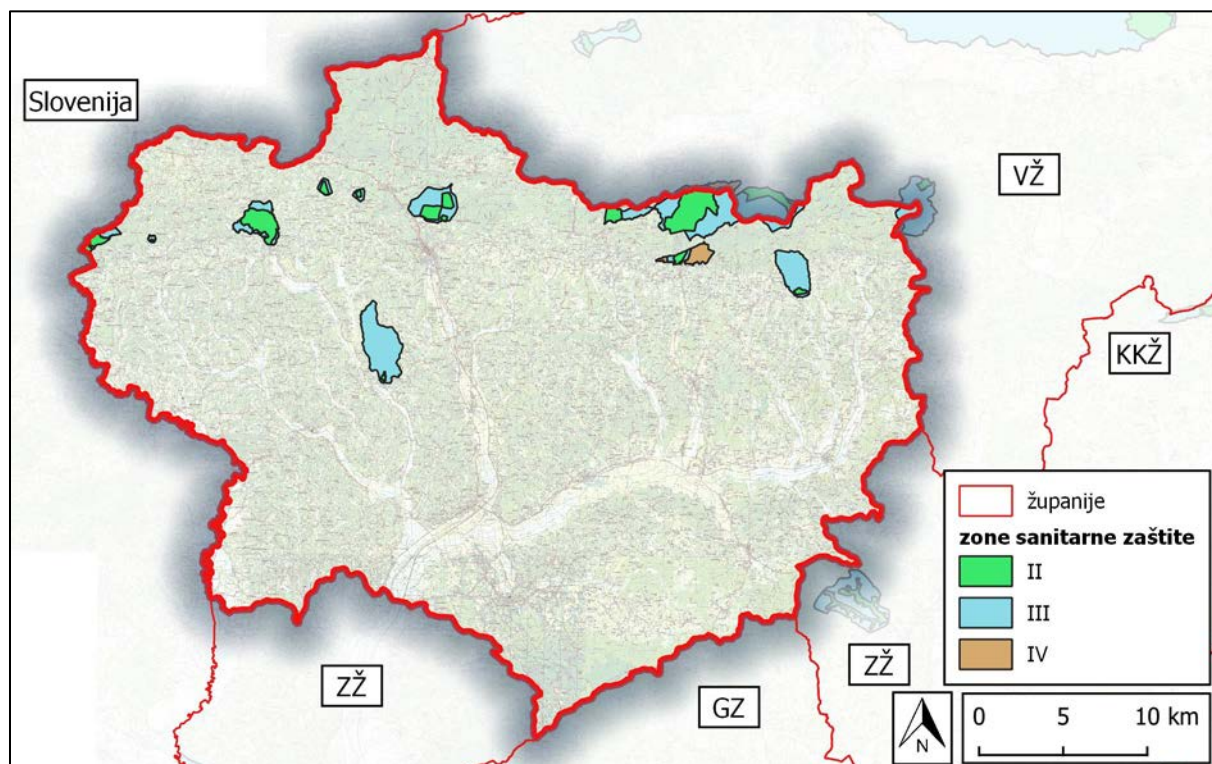 Slovenija
VŽ
KKŽ
ZŽ
GZ
ZŽ
županije
zone sanitarne zaštite
II
III
IV
N
0 5 10 km